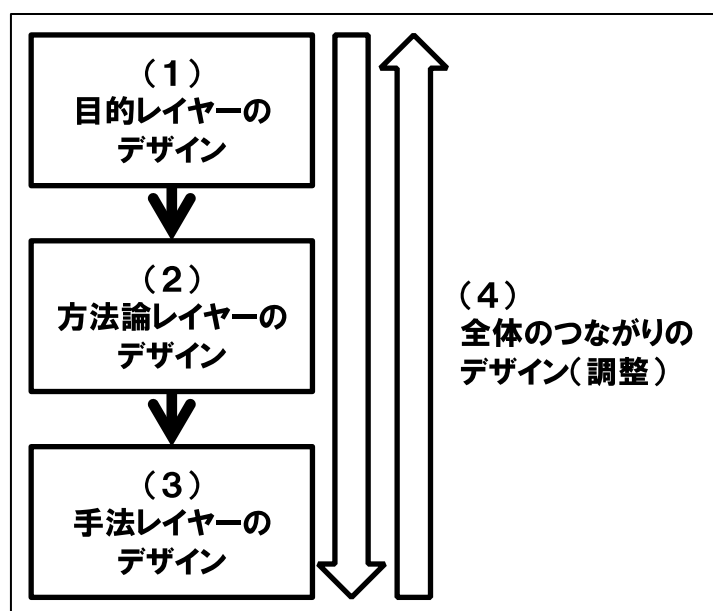 （１）
目的レイヤーの
デザイン
（２）
方法論レイヤーの
デザイン
（３）
手法レイヤーの
デザイン
（４）
全体のつながりの
デザイン（調整）